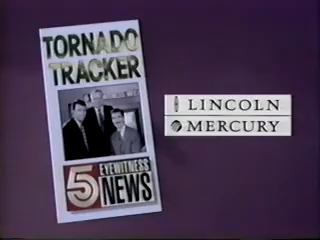 TORNADO
TRACKER
5 EYEWITNESS
NEWS
LINCOLN
MERCURY